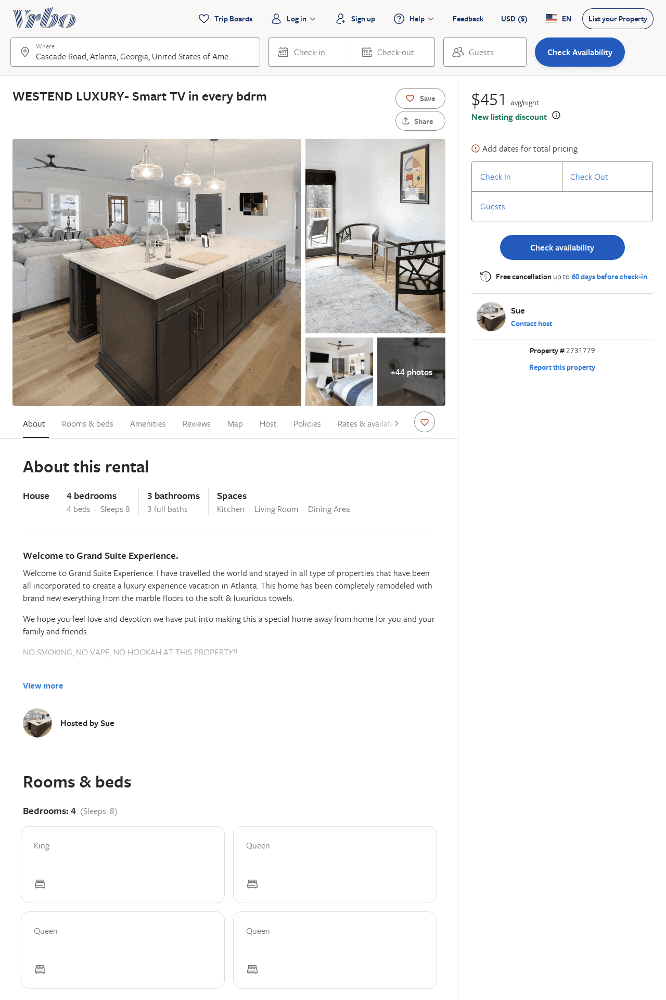 Vrbo
Trip Boards
Log in
Sign up
Help
Feedback
USD ($)
EN
List your Property
Where
Cascade Road, Atlanta, Georgia, United States of Ame...
Check-in
Check-out
Guests
Check Availability
WESTEND LUXURY- Smart TV in every bdrm
Save
Share
CREATE
+44 photos
$451 avg/night
New listing discount
Add dates for total pricing
Check In
Check Out
Guests
Check availability
Free cancellation up to 60 days before check-in
Sue
Contact host
Property # 2731779
Report this property
About
Rooms & beds
Amenities
Reviews
Map
Host
Policies
Rates & availab
About this rental
House
4 bedrooms
4 beds · Sleeps 8
3 bathrooms
3 full baths
Spaces
Kitchen · Living Room · Dining Area
Welcome to Grand Suite Experience.
Welcome to Grand Suite Experience. I have travelled the world and stayed in all type of properties that have been
all incorporated to create a luxury experience vacation in Atlanta. This home has been completely remodeled with
brand new everything from the marble floors to the soft & luxurious towels.
We hope you feel love and devotion we have put into making this a special home away from home for you and your
family and friends.
NO SMOKING, NO VAPE, NO HOOKAH AT THIS PROPERTY!!
View more
Hosted by Sue
Rooms & beds
Bedrooms: 4 (Sleeps: 8)
King
Queen
Queen
Queen